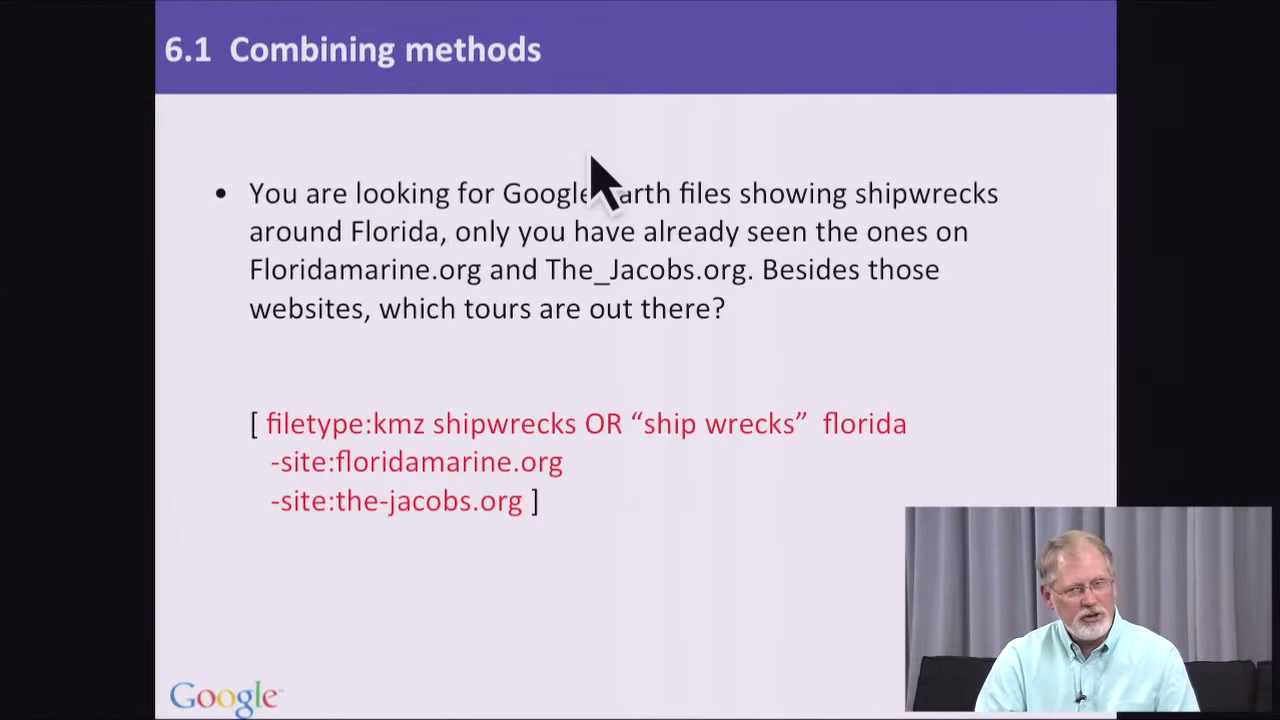 6.1 Combining methods
• You are looking for Google arth files showing shipwrecks
around Florida, only you have already seen the ones on
Floridamarine.org and The_Jacobs.org. Besides those
websites, which tours are out there?
[ filetype:kmz shipwrecks OR “ship wrecks” florida
-site:floridamarine.org
-site:the-jacobs.org ]
Google